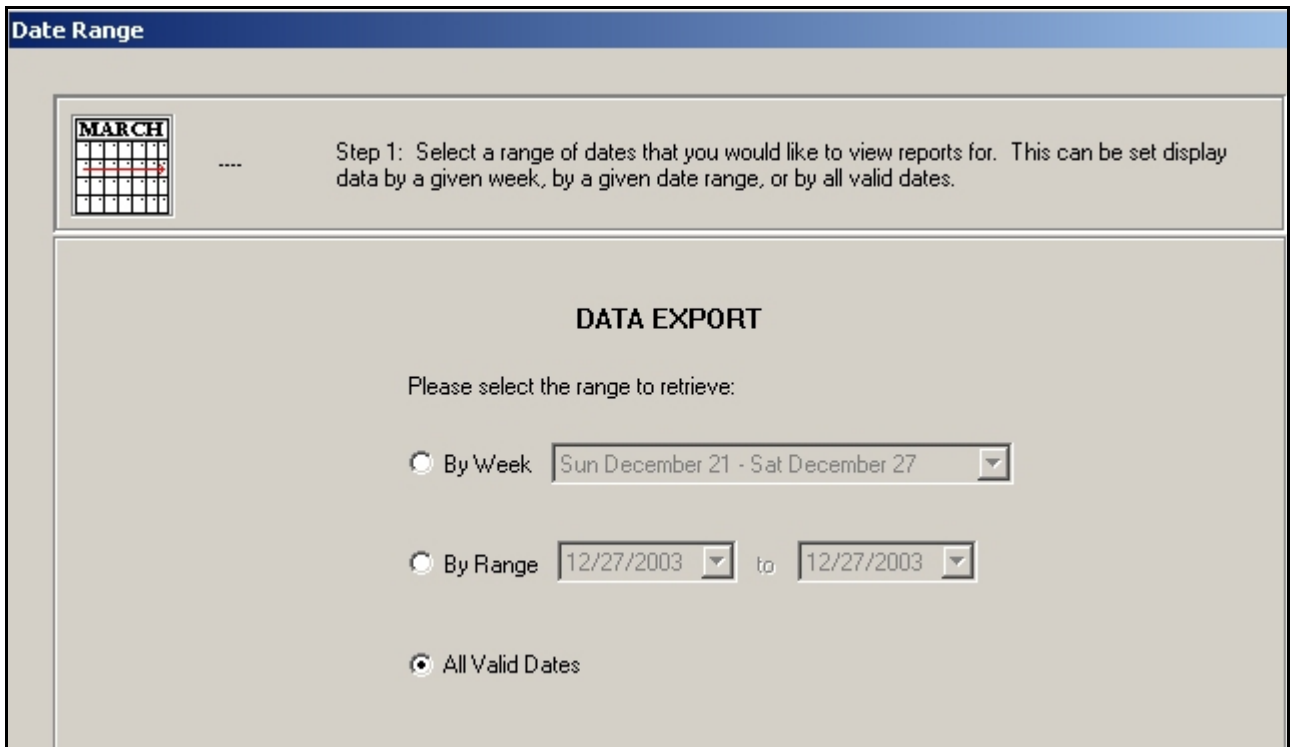 Date Range
MARCH
----
Step 1:  Select a range of dates that you would like to view reports for.  This can be set display
data by a given week, by a given date range, or by all valid dates.
DATA EXPORT
Please select the range to retrieve:
By Week Sun December 21 - Sat December 27
By Range 12/27/2003 to 12/27/2003
All Valid Dates